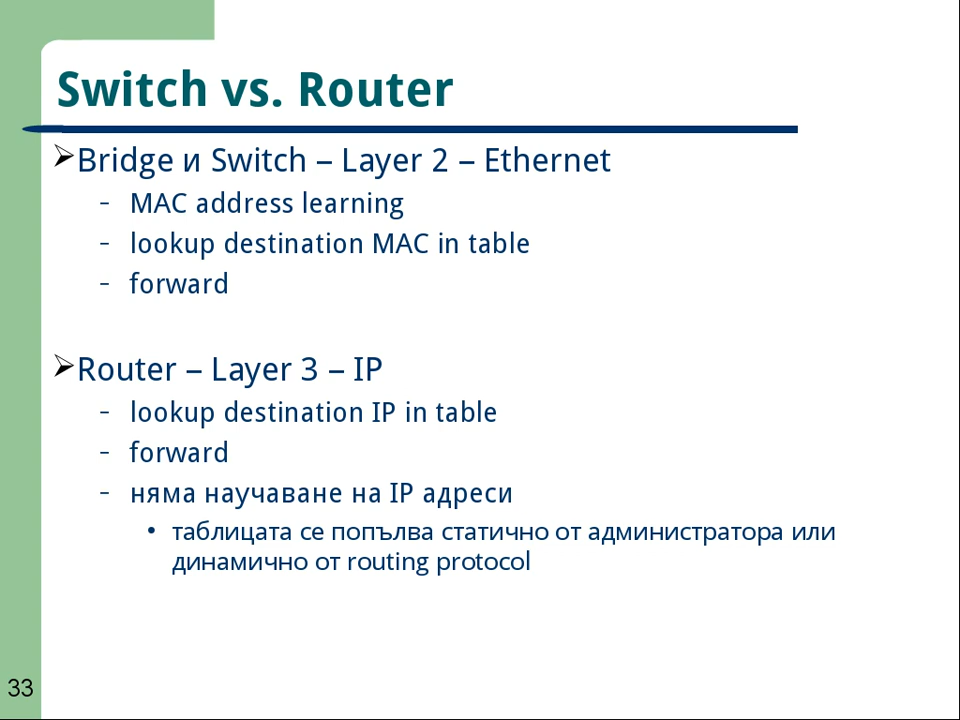 Switch vs. Router
➢Bridge и Switch – Layer 2 – Ethernet
– MAC address learning
– lookup destination MAC in table
– forward
➢Router – Layer 3 – IP
– lookup destination IP in table
– forward
– няма научаване на IP адреси
• таблицата се попълва статично от администратора или
динамично от routing protocol
33